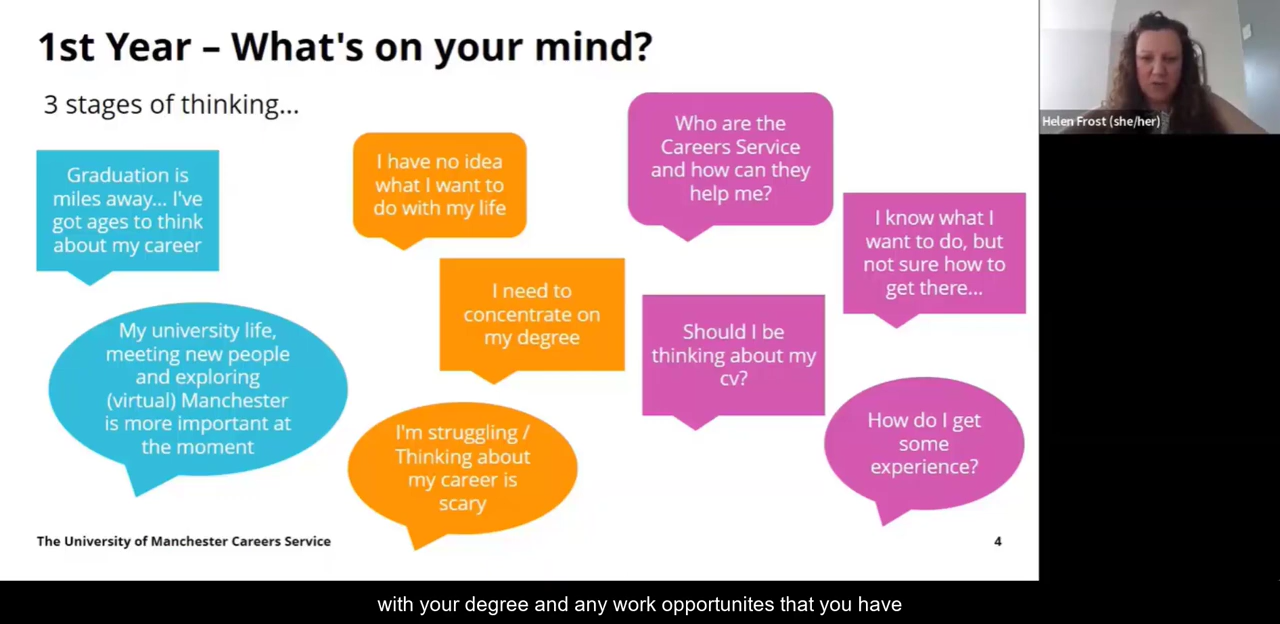 1st Year – What's on your mind?
3 stages of thinking...
Graduation is
miles away... I've
got ages to think
about my career
My university life,
meeting new people
and exploring
(virtual) Manchester
is more important at
the moment
I have no idea
what I want to
do with my life
I need to
concentrate on
my degree
I'm struggling /
Thinking about
my career is
scary
Who are the
Careers Service
and how can they
help me?
I know what I
want to do, but
not sure how to
get there...
Should I be
thinking about my
cv?
How do I get
some
experience?
The University of Manchester Careers Service
4
Helen Frost (she/her)
with your degree and any work opportunites that you have